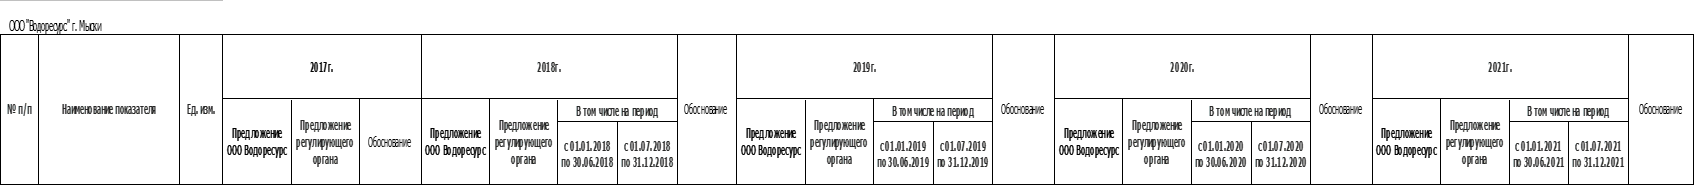 ООО "Водоресурс" г. Мыски
№ п/п Наименование показателя Ед. изм. 2017г. 2018г. Обоснование 2019г. Обоснование 2020г. Обоснование 2021г. Обоснование
Предложение ООО Водоресурс Предложение регулирующего органа Обоснование
Предложение ООО Водоресурс Предложение регулирующего органа В том числе на период
с 01.01.2018 по 30.06.2018 с 01.07.2018 по 31.12.2018
Предложение ООО Водоресурс Предложение регулирующего органа В том числе на период
с 01.01.2019 по 30.06.2019 с 01.07.2019 по 31.12.2019
Предложение ООО Водоресурс Предложение регулирующего органа В том числе на период
с 01.01.2020 по 30.06.2020 с 01.07.2020 по 31.12.2020
Предложение ООО Водоресурс Предложение регулирующего органа В том числе на период
с 01.01.2021 по 30.06.2021 с 01.07.2021 по 31.12.2021